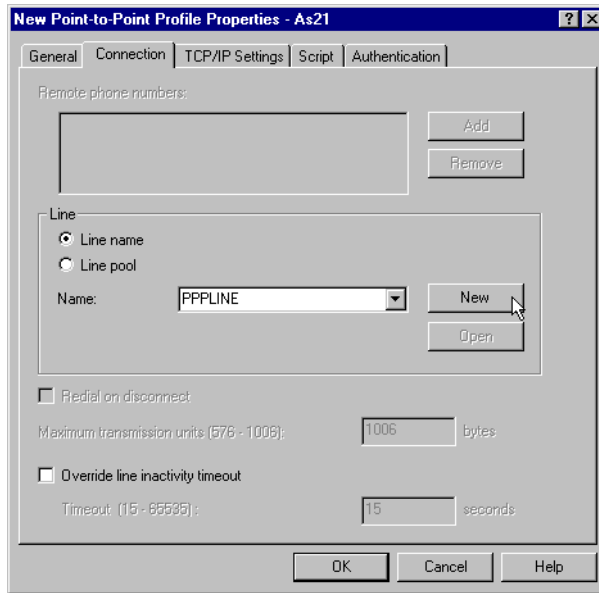 New Point-to-Point Profile Properties - As21
General Connection TCP/IP Settings Script Authentication
Remote phone numbers:
Add
Remove
Line
Line name
Line pool
Name: PPPLINE New
Open
Redial on disconnect
Maximum transmission units (576 - 1006): 1006 bytes
Override line inactivity timeout
Timeout (15 - 65535) : 15 seconds
OK Cancel Help